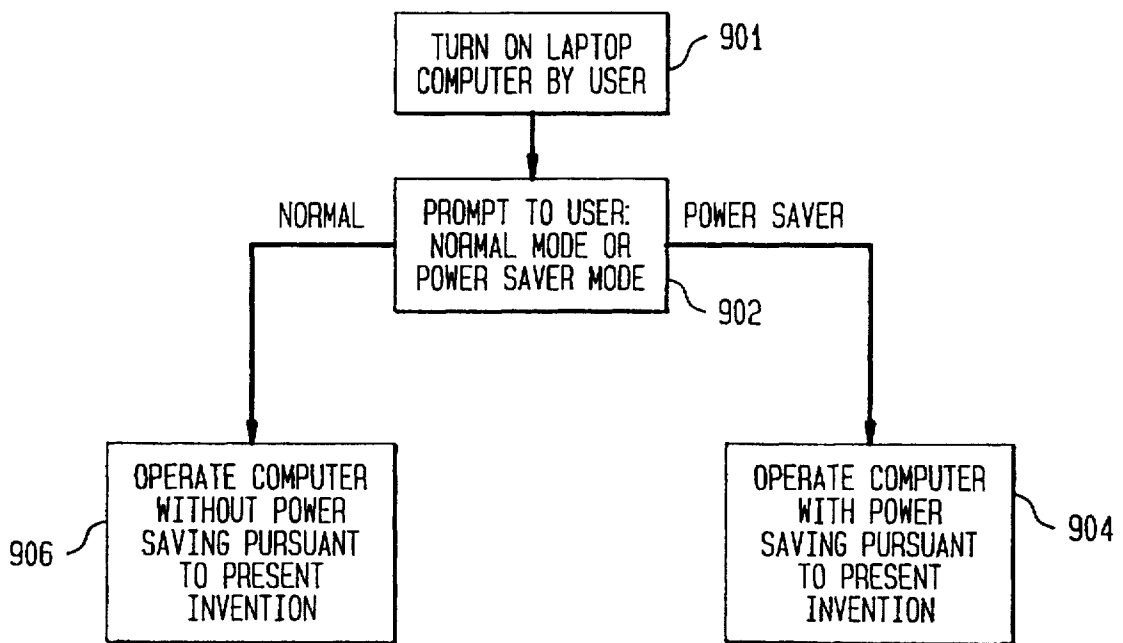 TURN ON LAPTOP
COMPUTER BY USER
901
NORMAL
PROMPT TO USER:
NORMAL MODE OR
POWER SAVER MODE
POWER SAVER
902
OPERATE COMPUTER
WITHOUT POWER
SAVING PURSUANT
TO PRESENT
INVENTION
906
OPERATE COMPUTER
WITH POWER
SAVING PURSUANT
TO PRESENT
INVENTION
904